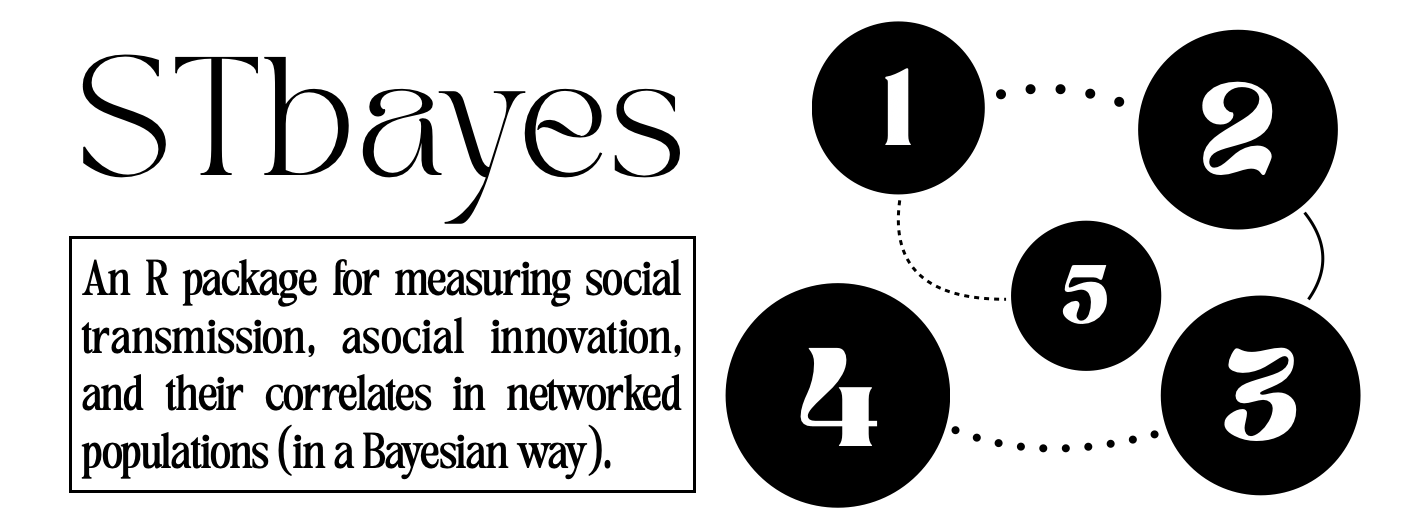 STbayes
An R package for measuring social
transmission, asocial innovation,
and their correlates in networked
populations (in a Bayesian way).
1
2
5
4
3